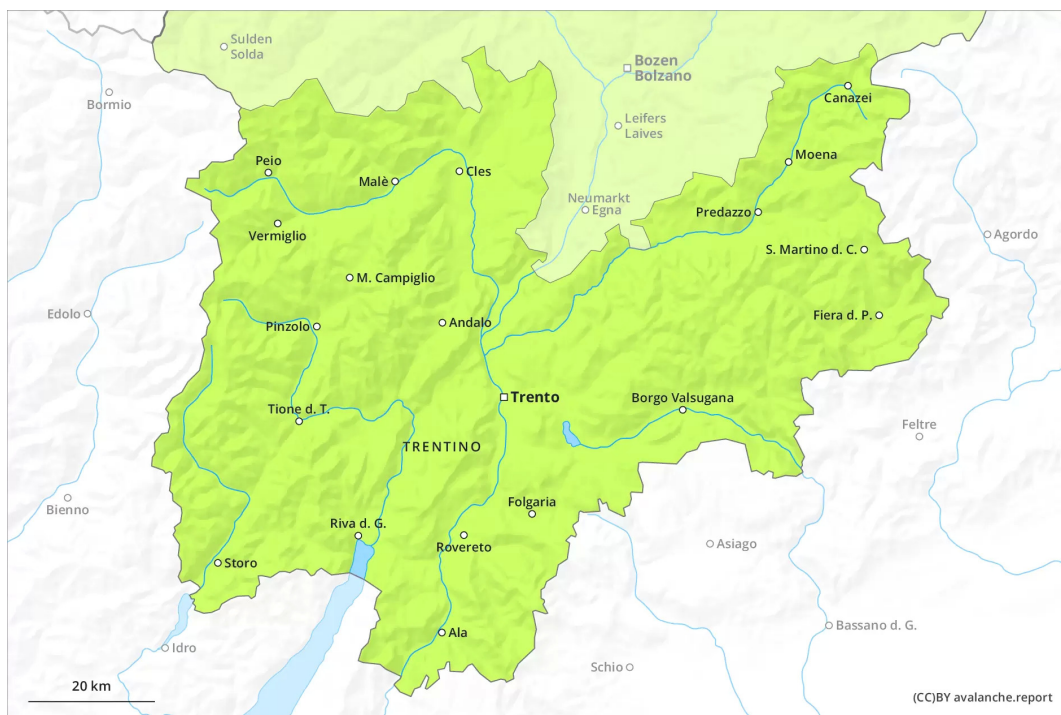 Sulden
Solda
Bozen
Bolzano
Bormio
Canazei
Leifers
Laives
Peio
Malè
Cles
Moena
Neumarkt
Egna
Predazzo
Vermiglio
S. Martino d. C.
Agordo
M. Campiglio
Edolo
Pinzolo
Andalo
Fiera d. P.
Trento
Borgo Valsugana
Tione d. T.
Feltre
TRENTINO
Bienno
Folgaria
Riva d. G.
Rovereto
Asiago
Storo
Bassano d. G.
Ala
Idro
Schio
20 km
(CC)BY avalanche.report